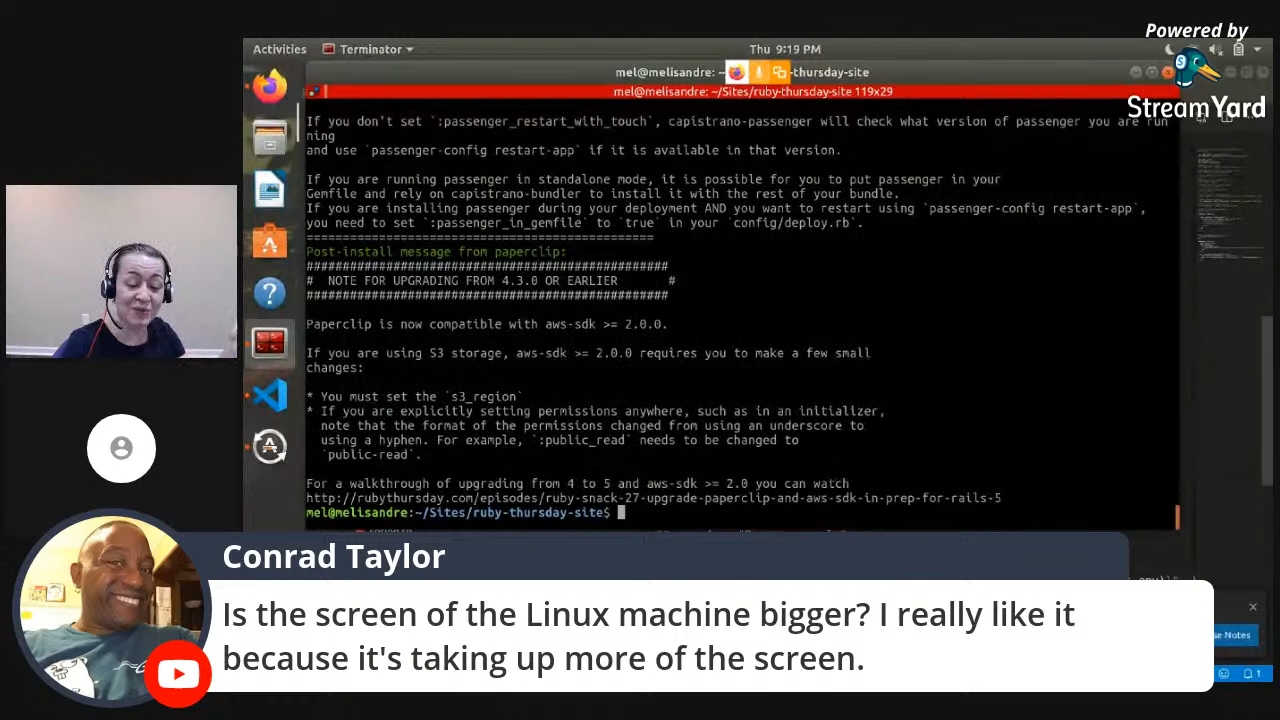 Powered by
StreamYard
Activities
Terminator
Thu 9:19 PM
mel@melisandre: ~
-thursday-site
mel@melisandre: ~/Sites/ruby-thursday-site 119x29
If you don't set `:passenger_restart_with_touch`, capistrano-passenger will check what version of passenger you are run
ning
and use `passenger-config restart-app` if it is available in that version.
If you are running passenger in standalone mode, it is possible for you to put passenger in your
Gemfile and rely on capistrano-bundler to install it with the rest of your bundle.
If you are installing passenger during your deployment AND you want to restart using `passenger-config restart-app`,
you need to set `:passenger_in_gemfile` to `true` in your `config/deploy.rb`.
================================================
Post-install message from paperclip:
##################################################
#  NOTE FOR UPGRADING FROM 4.3.0 OR EARLIER       #
##################################################
Paperclip is now compatible with aws-sdk >= 2.0.0.
If you are using S3 storage, aws-sdk >= 2.0.0 requires you to make a few small
changes:
* You must set the `s3_region`
* If you are explicitly setting permissions anywhere, such as in an initializer,
note that the format of the permissions changed from using an underscore to
using a hyphen. For example, `:public_read` needs to be changed to
`public-read`.
For a walkthrough of upgrading from 4 to 5 and aws-sdk >= 2.0 you can watch
http://rubythursday.com/episodes/ruby-snack-27-upgrade-paperclip-and-aws-sdk-in-prep-for-rails-5
mel@melisandre:~/Sites/ruby-thursday-site$
Conrad Taylor
Is the screen of the Linux machine bigger? I really like it
because it's taking up more of the screen.
se Notes
1